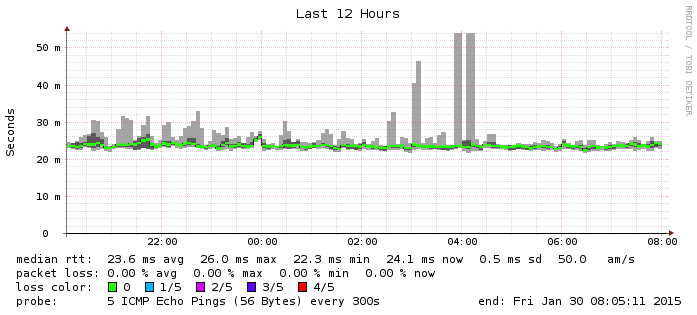 Last 12 Hours
RRDTOOL / TOBI OETIKER
Seconds
50 m
40 m
30 m
20 m
10 m
0
22:00 00:00 02:00 04:00 06:00 08:00
median rtt: 23.6 ms avg 26.0 ms max 22.3 ms min 24.1 ms now 0.5 ms sd 50.0 am/s
packet loss: 0.00 % avg 0.00 % max 0.00 % min 0.00 % now
loss color: 0 1/5 2/5 3/5 4/5
probe: 5 ICMP Echo Pings (56 Bytes) every 300s end: Fri Jan 30 08:05:11 2015